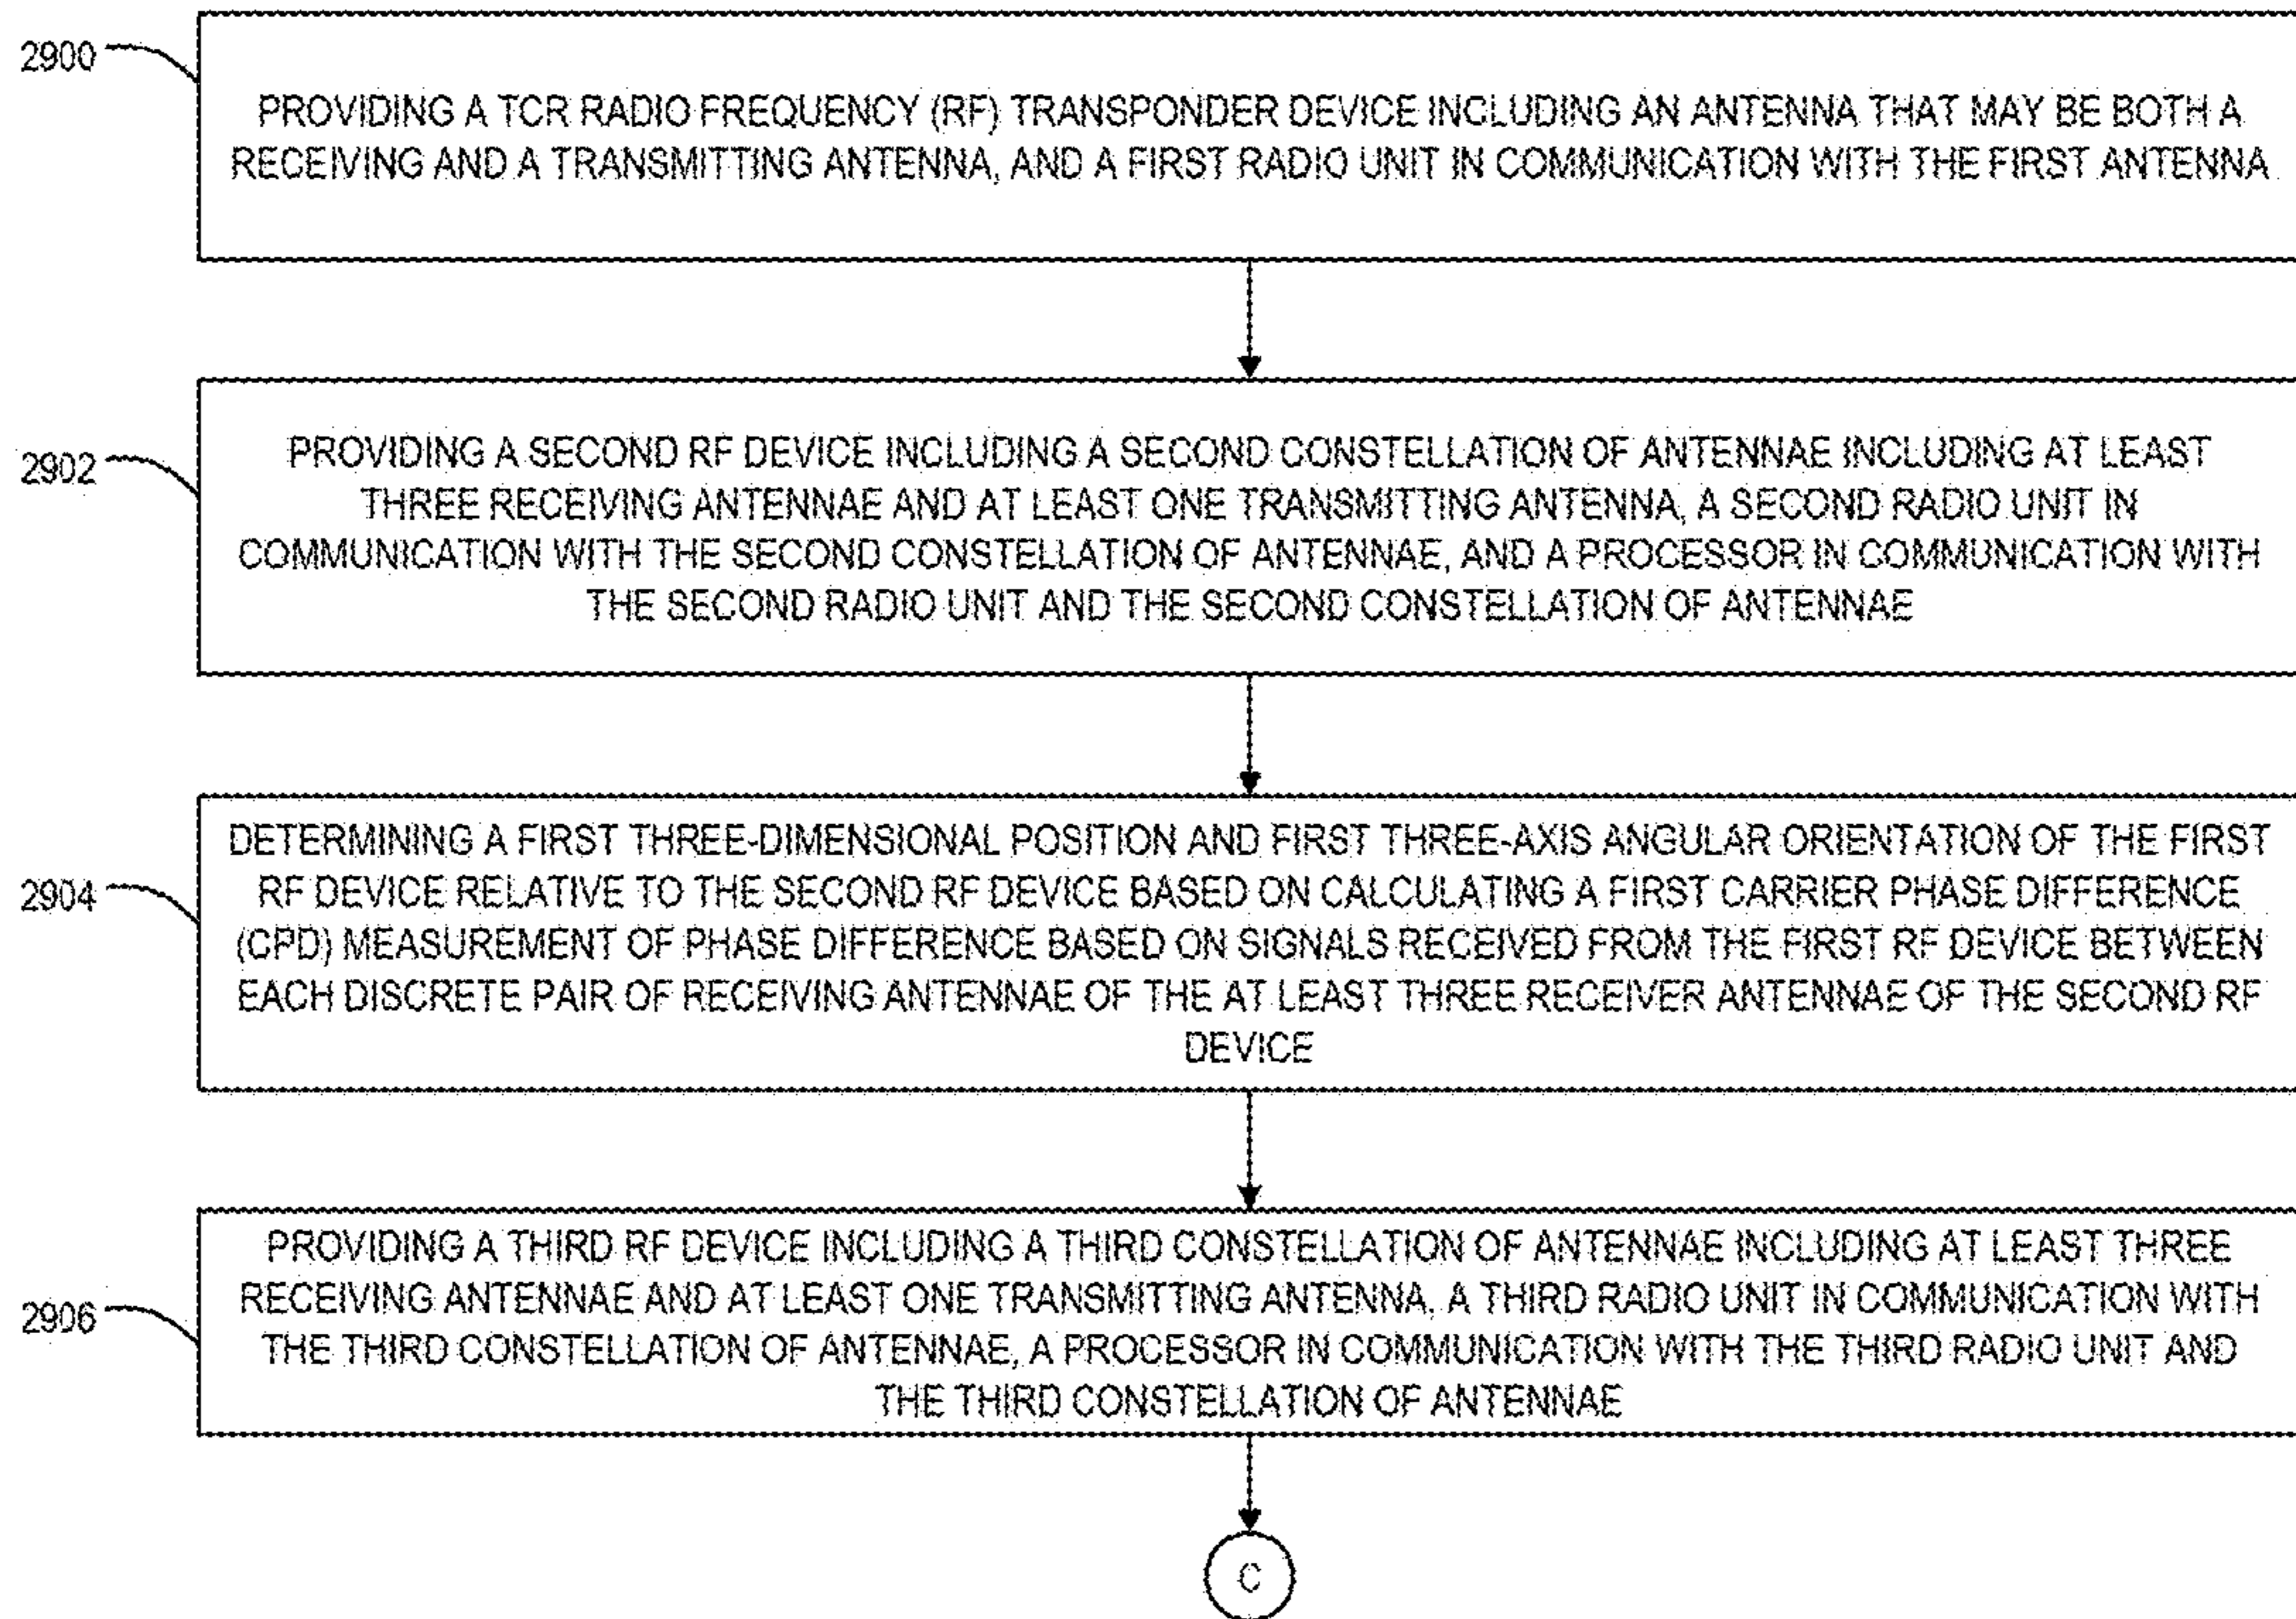 2900
PROVIDING A TCR RADIO FREQUENCY (RF) TRANSPONDER DEVICE INCLUDING AN ANTENNA THAT MAY BE BOTH A
RECEIVING AND A TRANSMITTING ANTENNA, AND A FIRST RADIO UNIT IN COMMUNICATION WITH THE FIRST ANTENNA
2902
PROVIDING A SECOND RF DEVICE INCLUDING A SECOND CONSTELLATION OF ANTENNAE INCLUDING AT LEAST
THREE RECEIVING ANTENNAE AND AT LEAST ONE TRANSMITTING ANTENNA, A SECOND RADIO UNIT IN
COMMUNICATION WITH THE SECOND CONSTELLATION OF ANTENNAE, AND A PROCESSOR IN COMMUNICATION WITH
THE SECOND RADIO UNIT AND THE SECOND CONSTELLATION OF ANTENNAE
2904
DETERMINING A FIRST THREE-DIMENSIONAL POSITION AND FIRST THREE-AXIS ANGULAR ORIENTATION OF THE FIRST
RF DEVICE RELATIVE TO THE SECOND RF DEVICE BASED ON CALCULATING A FIRST CARRIER PHASE DIFFERENCE
(CPD) MEASUREMENT OF PHASE DIFFERENCE BASED ON SIGNALS RECEIVED FROM THE FIRST RF DEVICE BETWEEN
EACH DISCRETE PAIR OF RECEIVING ANTENNAE OF THE AT LEAST THREE RECEIVER ANTENNAE OF THE SECOND RF
DEVICE
2906
PROVIDING A THIRD RF DEVICE INCLUDING A THIRD CONSTELLATION OF ANTENNAE INCLUDING AT LEAST THREE
RECEIVING ANTENNAE AND AT LEAST ONE TRANSMITTING ANTENNA, A THIRD RADIO UNIT IN COMMUNICATION WITH
THE THIRD CONSTELLATION OF ANTENNAE, A PROCESSOR IN COMMUNICATION WITH THE THIRD RADIO UNIT AND
THE THIRD CONSTELLATION OF ANTENNAE
C